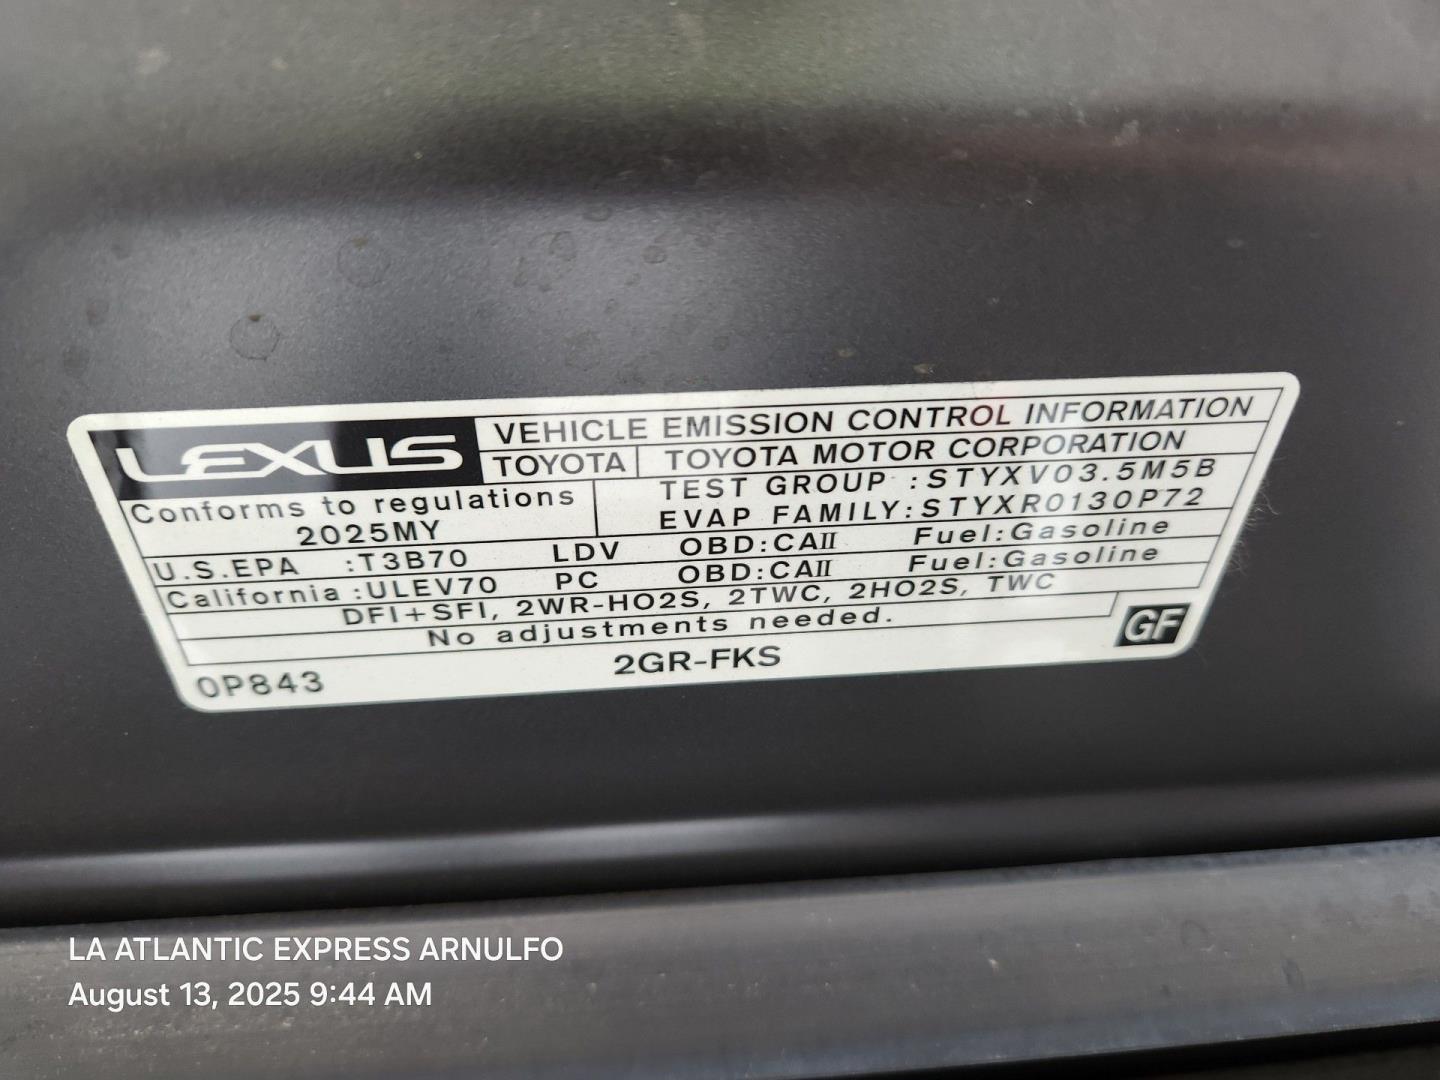 LEXUS VEHICLE EMISSION CONTROL INFORMATION
TOYOTA TOYOTA MOTOR CORPORATION
Conforms to regulations TEST GROUP :STYXV03.5M5B
2025MY EVAP FAMILY:STYXR0130P72
U.S.EPA :T3B70 LDV OBD:CAII Fuel:Gasoline
California :ULEV70 PC OBD:CAII Fuel:Gasoline
DFI+SFI, 2WR-HO2S, 2TWC, 2HO2S, TWC
No adjustments needed.
0P843 2GR-FKS GF
LA ATLANTIC EXPRESS ARNULFO
August 13, 2025 9:44 AM